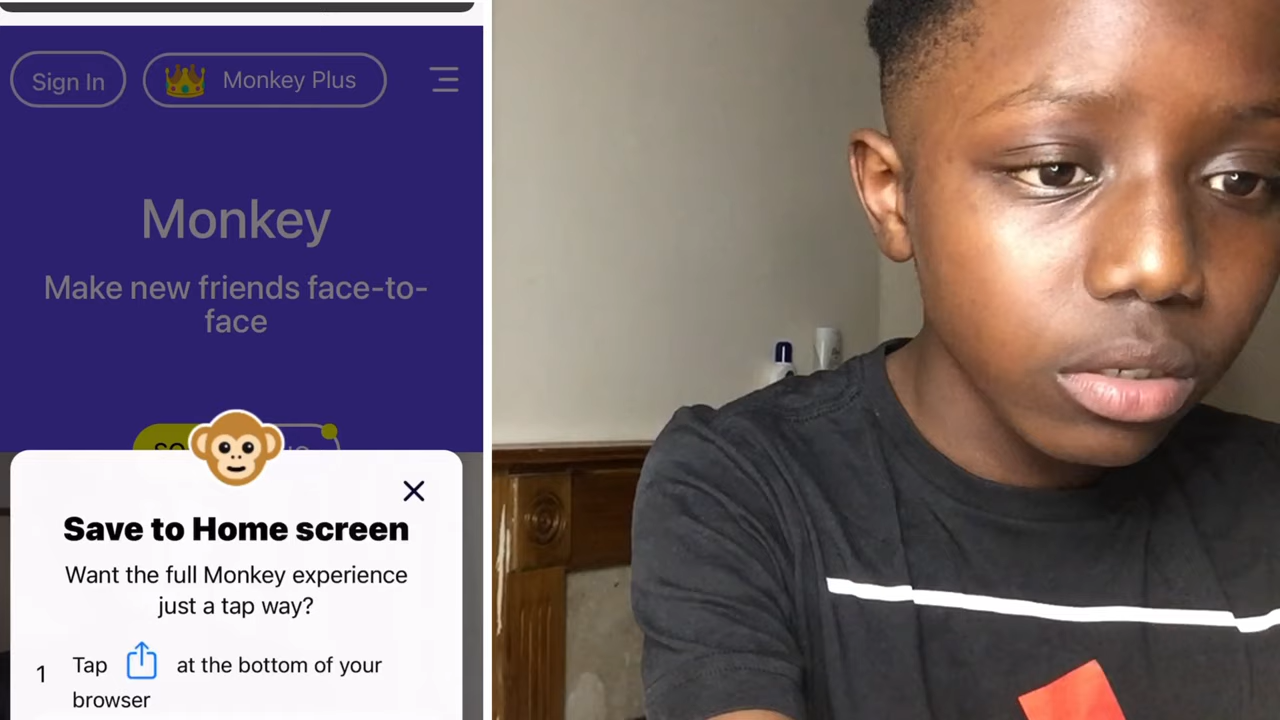 Sign In
Monkey Plus
Monkey
Make new friends face-to-
face
Save to Home screen
Want the full Monkey experience
just a tap way?
1 Tap at the bottom of your
browser